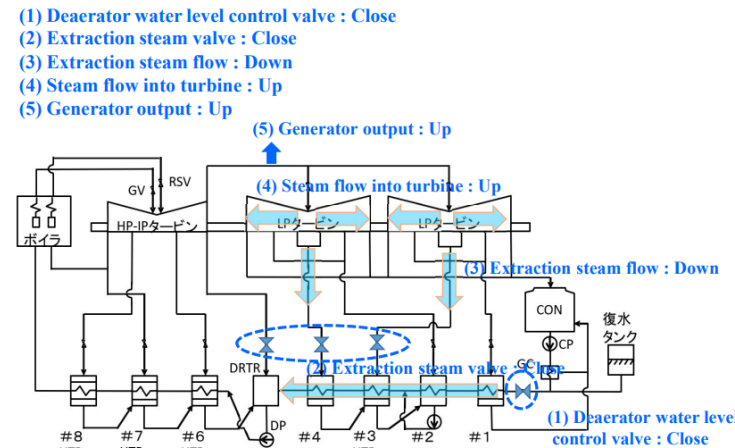 (1) Deaerator water level control valve : Close
(2) Extraction steam valve : Close
(3) Extraction steam flow : Down
(4) Steam flow into turbine : Up
(5) Generator output : Up
(5) Generator output : Up
GV
RSV
(4) Steam flow into turbine : Up
ボイラ
HP-IPタービン
LPタービン
LPタービン
(3) Extraction steam flow : Down
CON
復水
タンク
CP
DRTR
(2) Extraction steam valve : Close
GC
DP
(1) Deaerator water level
control valve : Close
#8
#7
#6
#4
#3
#2
#1